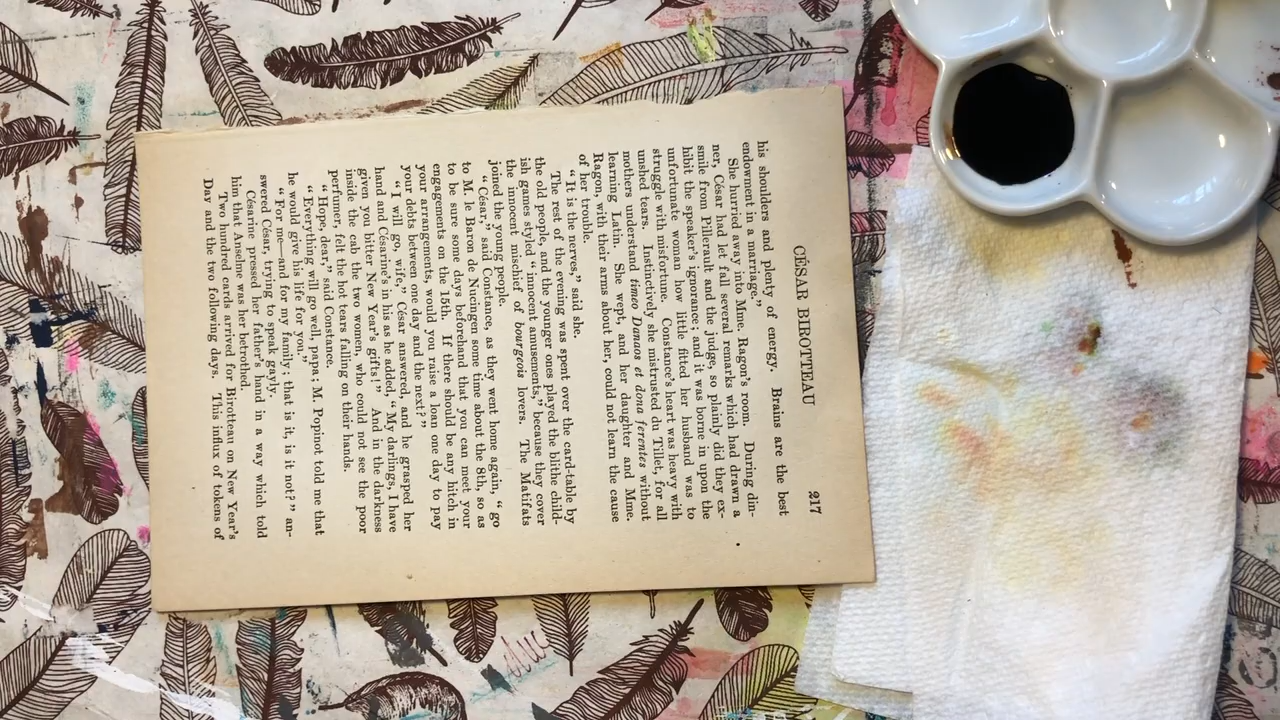 CÉSAR BIROTTEAU 217
his shoulders and plenty of energy. Brains are the best
endowment in a marriage."
She hurried away into Mme. Ragon's room. During din-
ner, César had let fall several remarks which had drawn a
smile from Pillerault and the judge, so plainly did they ex-
hibit the speaker's ignorance; and it was borne in upon the
unfortunate woman how little fitted her husband was to
struggle with misfortune. Constance's heart was heavy with
unshed tears. Instinctively she mistrusted du Tillet, for all
mothers understand timeo Danaos et dona ferentes without
learning Latin. She wept, and her daughter and Mme.
Ragon, with their arms about her, could not learn the cause
of her trouble.
"It is the nerves," said she.
The rest of the evening was spent over the card-table by
the old people, and the younger ones played the blithe child-
ish games styled "innocent amusements," because they cover
the innocent mischief of bourgeois lovers. The Matifats
joined the young people.
"César," said Constance, as they went home again, "go
to M. le Baron de Nucingen some time about the 8th, so as
to be sure some days beforehand that you can meet your
engagements on the 15th. If there should be any hitch in
your arrangements, would you raise a loan one day to pay
your debts between one day and the next?"
"I will go, wife," César answered, and he grasped her
hand and Césarine's in his as he added, "My darlings, I have
given you bitter New Year's gifts!" And in the darkness
inside the cab the two women, who could not see the poor
perfumer, felt the hot tears falling on their hands.
"Hope, dear," said Constance.
"Everything will go well, papa; M. Popinot told me that
he would give his life for you."
"For me—and for my family; that is it, is it not?" an-
swered César, trying to speak gayly.
Césarine pressed her father's hand in a way which told
him that Anselme was her betrothed.
Two hundred cards arrived for Birotteau on New Year's
Day and the two following days. This influx of tokens of